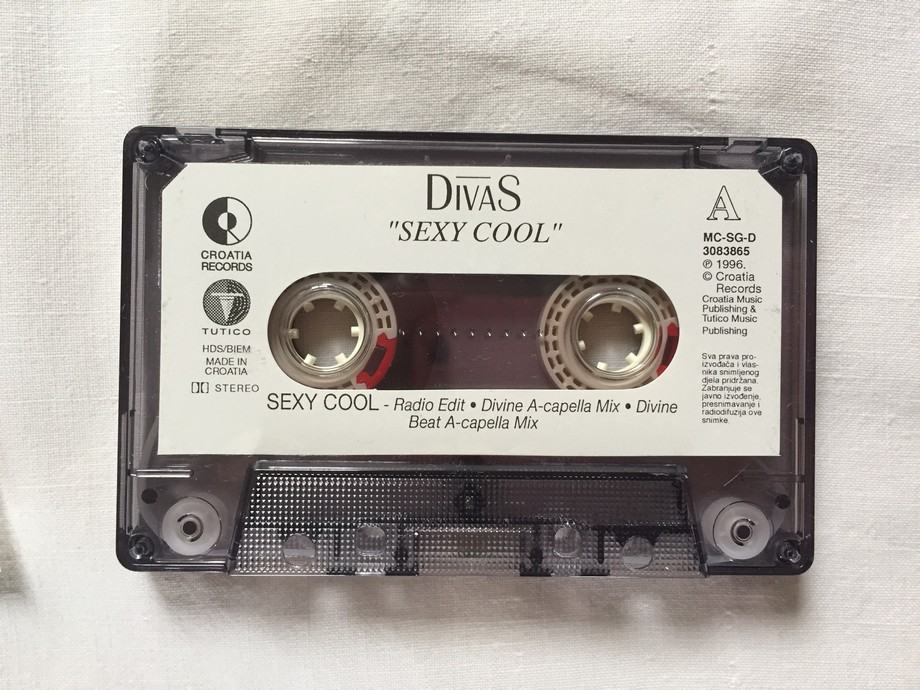 DIVAS
"SEXY COOL"
CROATIA
RECORDS
TUTICO
HDS/BIEM
MADE IN
CROATIA
STEREO
A
MC-SG-D
3083865
℗ 1996.
© Croatia
Records
Croatia Music
Publishing &
Tutico Music
Publishing
Sva prava pro-
izvođača i vlas-
nika snimljenog
djela pridržana.
Zabranjuje se
javno izvođenje,
presnimavanje i
radiodifuzija ove
snimke.
SEXY COOL - Radio Edit • Divine A-capella Mix • Divine
Beat A-capella Mix